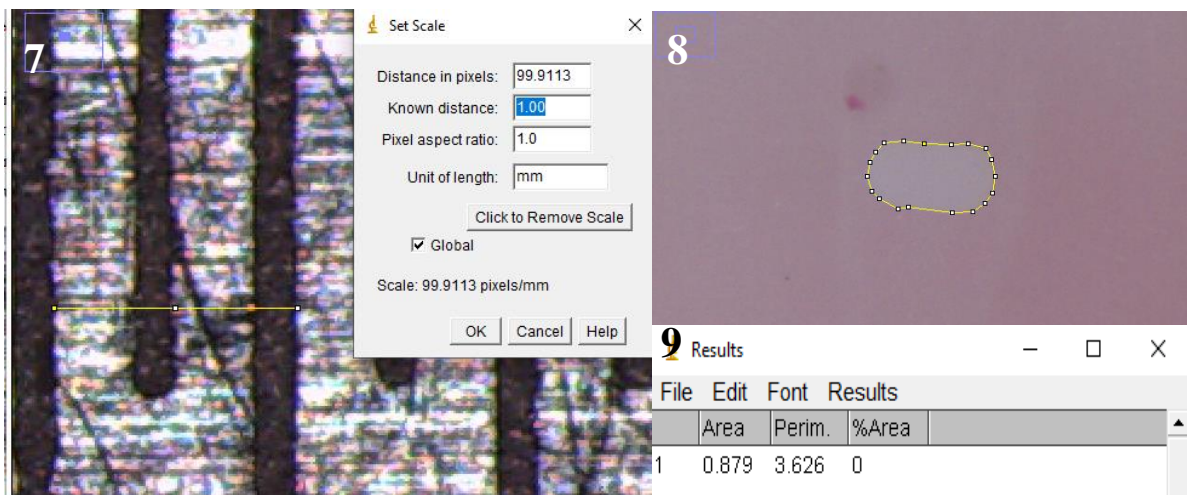 7
Set Scale
Distance in pixels: 99.9113
Known distance: 1.00
Pixel aspect ratio: 1.0
Unit of length: mm
Click to Remove Scale
Global
Scale: 99.9113 pixels/mm
OK Cancel Help
8
9 Results
File Edit Font Results
Area Perim. %Area
1 0.879 3.626 0